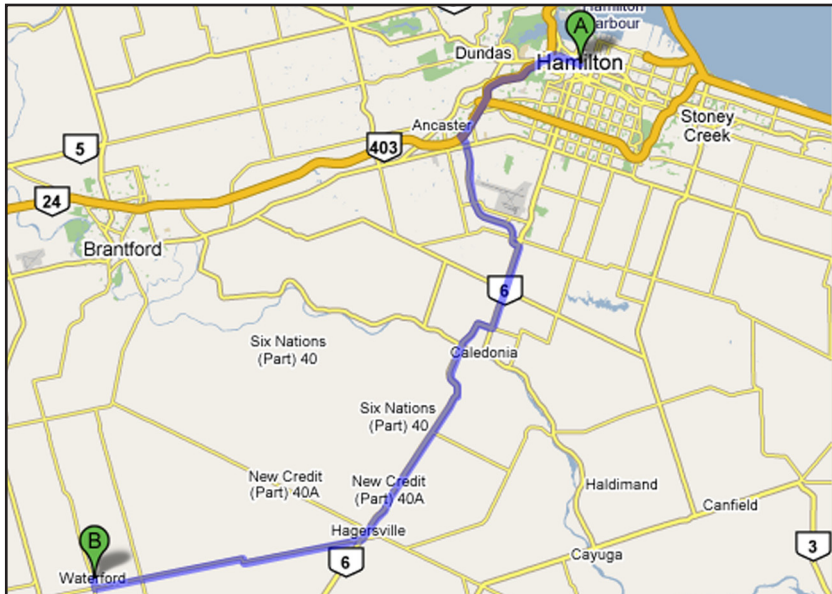 Hamilton
Harbour
A
Dundas
Hamilton
Stoney
Creek
Ancaster
5
403
24
Brantford
6
Six Nations
(Part) 40
Caledonia
Six Nations
(Part) 40
New Credit
(Part) 40A
New Credit
(Part) 40A
Haldimand
Canfield
Hagersville
B
6
Cayuga
3
Waterford